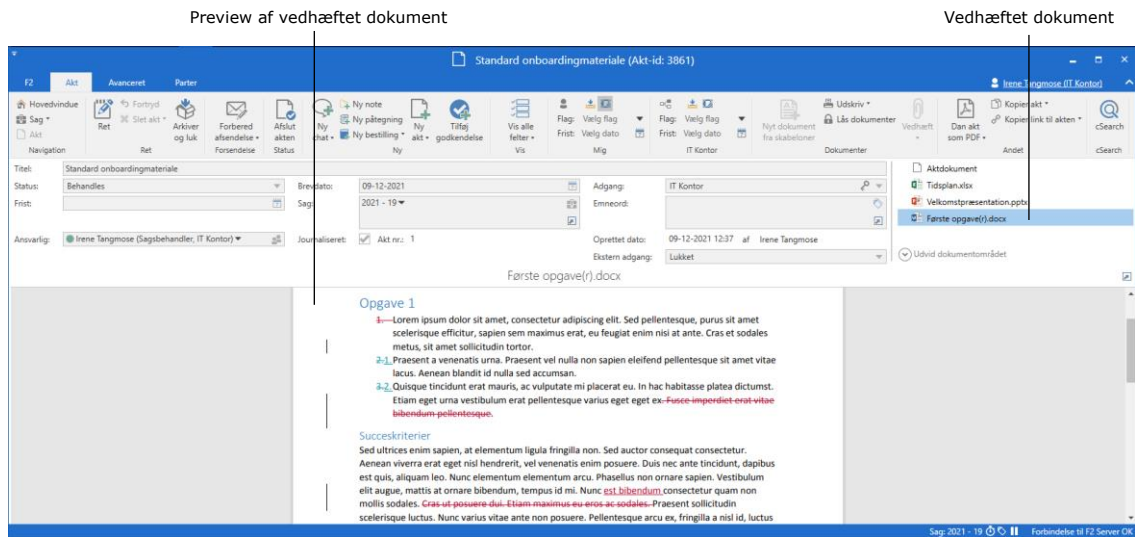 Preview af vedhæftet dokument
Vedhæftet dokument
Standard onboardingmateriale (Akt-id: 3861)
F2 Akt Avanceret Parter
Irene Tangmose (IT Kontor)
Hovedvindue
Sag
Akt
Navigation
Ret
Fortryd
Slet akt
Arkiver og luk
Ret
Forbered afsendelse
Forsendelse
Afslut akten
Status
Ny chat
Ny note
Ny påtegning
Ny bestilling
Ny akt
Tilføj godkendelse
Ny
Vis alle felter
Vis
Flag: Vælg flag
Frist: Vælg dato
Mig
Flag: Vælg flag
Frist: Vælg dato
IT Kontor
Nyt dokument fra skabeloner
Udskriv
Lås dokumenter
Dokumenter
Vedhæft
Dan akt som PDF
Kopier akt
Kopier link til akten
Andet
cSearch
cSearch
Titel: Standard onboardingmateriale
Status: Behandles
Brevdato: 09-12-2021
Adgang: IT Kontor
Frist:
Sag: 2021 - 19
Emneord:
Ansvarlig: Irene Tangmose (Sagsbehandler, IT Kontor)
Journaliseret: Akt nr.: 1
Oprettet dato: 09-12-2021 12:37 af Irene Tangmose
Ekstern adgang: Lukket
Aktdokument
Tidsplan.xlsx
Velkomstpræsentation.pptx
Første opgave(r).docx
Udvid dokumentområdet
Første opgave(r).docx
Opgave 1
1. Lorem ipsum dolor sit amet, consectetur adipiscing elit. Sed pellentesque, purus sit amet
scelerisque efficitur, sapien sem maximus erat, eu feugiat enim nisi at ante. Cras et sodales
metus, sit amet sollicitudin tortor.
2.1. Praesent a venenatis urna. Praesent vel nulla non sapien eleifend pellentesque sit amet vitae
lacus. Aenean blandit id nulla sed accumsan.
3.2. Quisque tincidunt erat mauris, ac vulputate mi placerat eu. In hac habitasse platea dictumst.
Etiam eget urna vestibulum erat pellentesque varius eget eget ex. Fusce imperdiet erat vitae
bibendum pellentesque.
Succeskriterier
Sed ultrices enim sapien, at elementum ligula fringilla non. Sed auctor consequat consectetur.
Aenean viverra erat eget nisl hendrerit, vel venenatis enim posuere. Duis nec ante tincidunt, dapibus
est quis, aliquam leo. Nunc elementum elementum arcu. Phasellus non ornare sapien. Vestibulum
elit augue, mattis at ornare bibendum, tempus id mi. Nunc est bibendum consectetur quam non
mollis sodales. Cras ut posuere dui. Etiam maximus eu eros ac sodales. Praesent sollicitudin
scelerisque luctus. Nunc varius vitae ante non posuere. Pellentesque arcu ex, fringilla a nisl id, luctus
Sag: 2021 - 19 Forbindelse til F2 Server OK